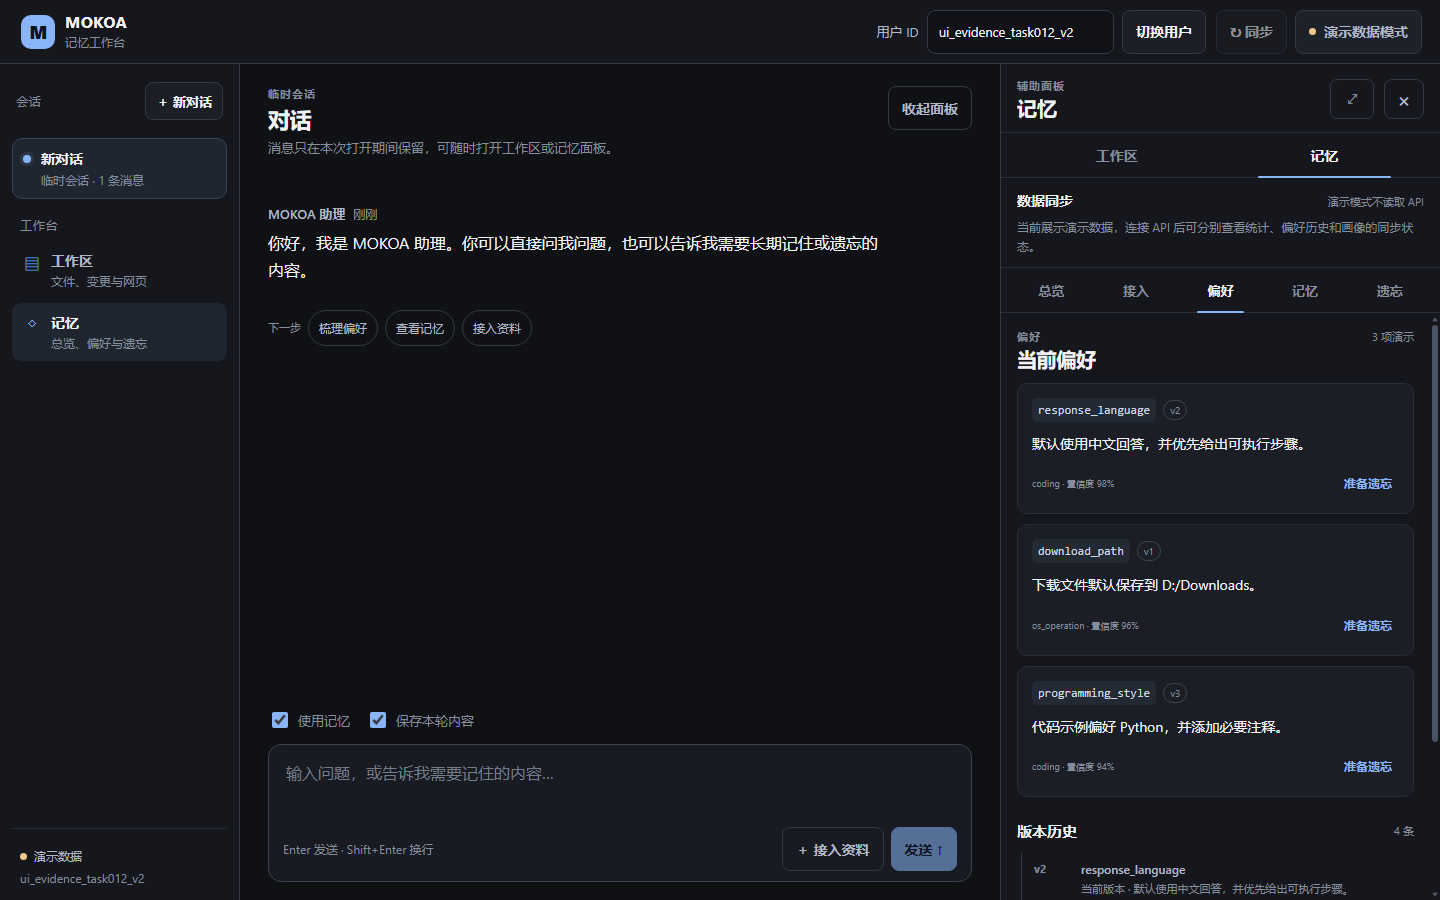 M
MOKOA
记忆工作台
用户 ID
ui_evidence_task012_v2
切换用户
↻ 同步
演示数据模式
会话
+ 新对话
新对话
临时会话 · 1 条消息
工作台
工作区
文件、变更与网页
记忆
总览、偏好与遗忘
演示数据
ui_evidence_task012_v2
临时会话
对话
消息只在本次打开期间保留，可随时打开工作区或记忆面板。
收起面板
MOKOA 助理 刚刚
你好，我是 MOKOA 助理。你可以直接问我问题，也可以告诉我需要长期记住或遗忘的
内容。
下一步 梳理偏好 查看记忆 接入资料
使用记忆 保存本轮内容
输入问题，或告诉我需要记住的内容...
Enter 发送 · Shift+Enter 换行
+ 接入资料
发送 ↑
辅助面板
记忆
工作区 记忆
数据同步
演示模式不读取 API
当前展示演示数据，连接 API 后可分别查看统计、偏好历史和画像的同步状
态。
总览 接入 偏好 记忆 遗忘
偏好
3 项演示
当前偏好
response_language v2
默认使用中文回答，并优先给出可执行步骤。
coding · 置信度 98%
准备遗忘
download_path v1
下载文件默认保存到 D:/Downloads。
os_operation · 置信度 96%
准备遗忘
programming_style v3
代码示例偏好 Python，并添加必要注释。
coding · 置信度 94%
准备遗忘
版本历史
4 条
v2 response_language
当前版本 · 默认使用中文回答，并优先给出可执行步骤。